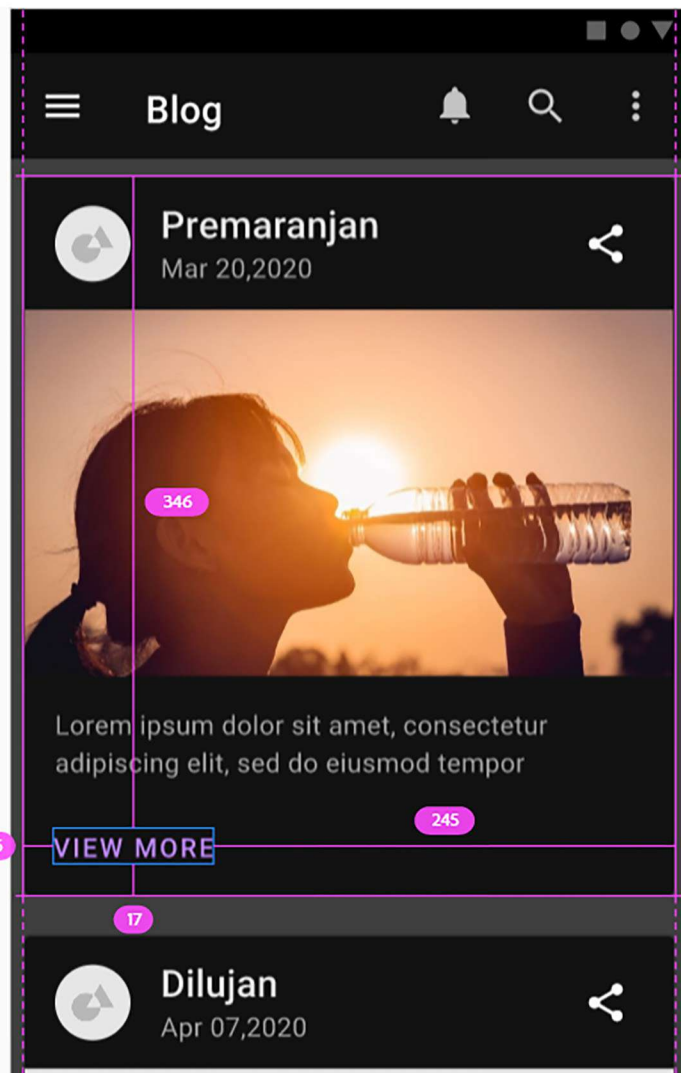 Blog
Premaranjan
Mar 20,2020
346
Lorem ipsum dolor sit amet, consectetur
adipiscing elit, sed do eiusmod tempor
245
VIEW MORE
17
Dilujan
Apr 07,2020